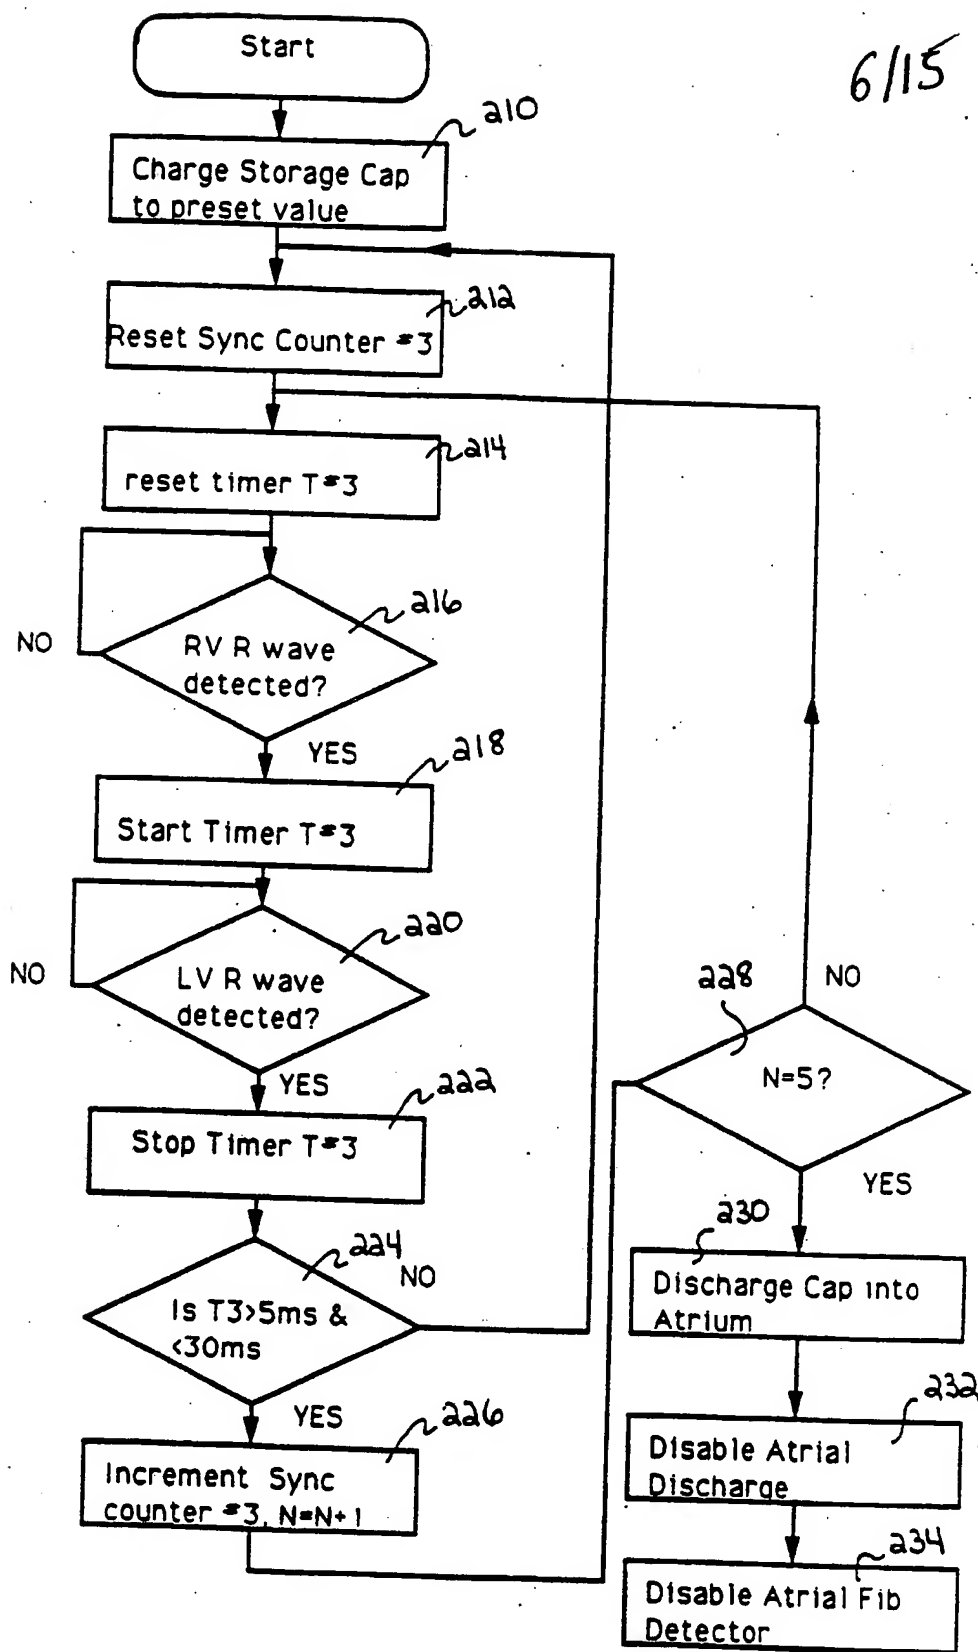 Start
6/15
210
Charge Storage Cap
to preset value
212
Reset Sync Counter #3
214
reset timer T#3
216
NO
RV R wave
detected?
YES
218
Start Timer T#3
220
NO
LV R wave
detected?
YES
222
Stop Timer T#3
224
NO
Is T3>5ms &
<30ms
YES
226
Increment Sync
counter #3, N=N+1
228
NO
N=5?
YES
230
Discharge Cap into
Atrium
232
Disable Atrial
Discharge
234
Disable Atrial Fib
Detector